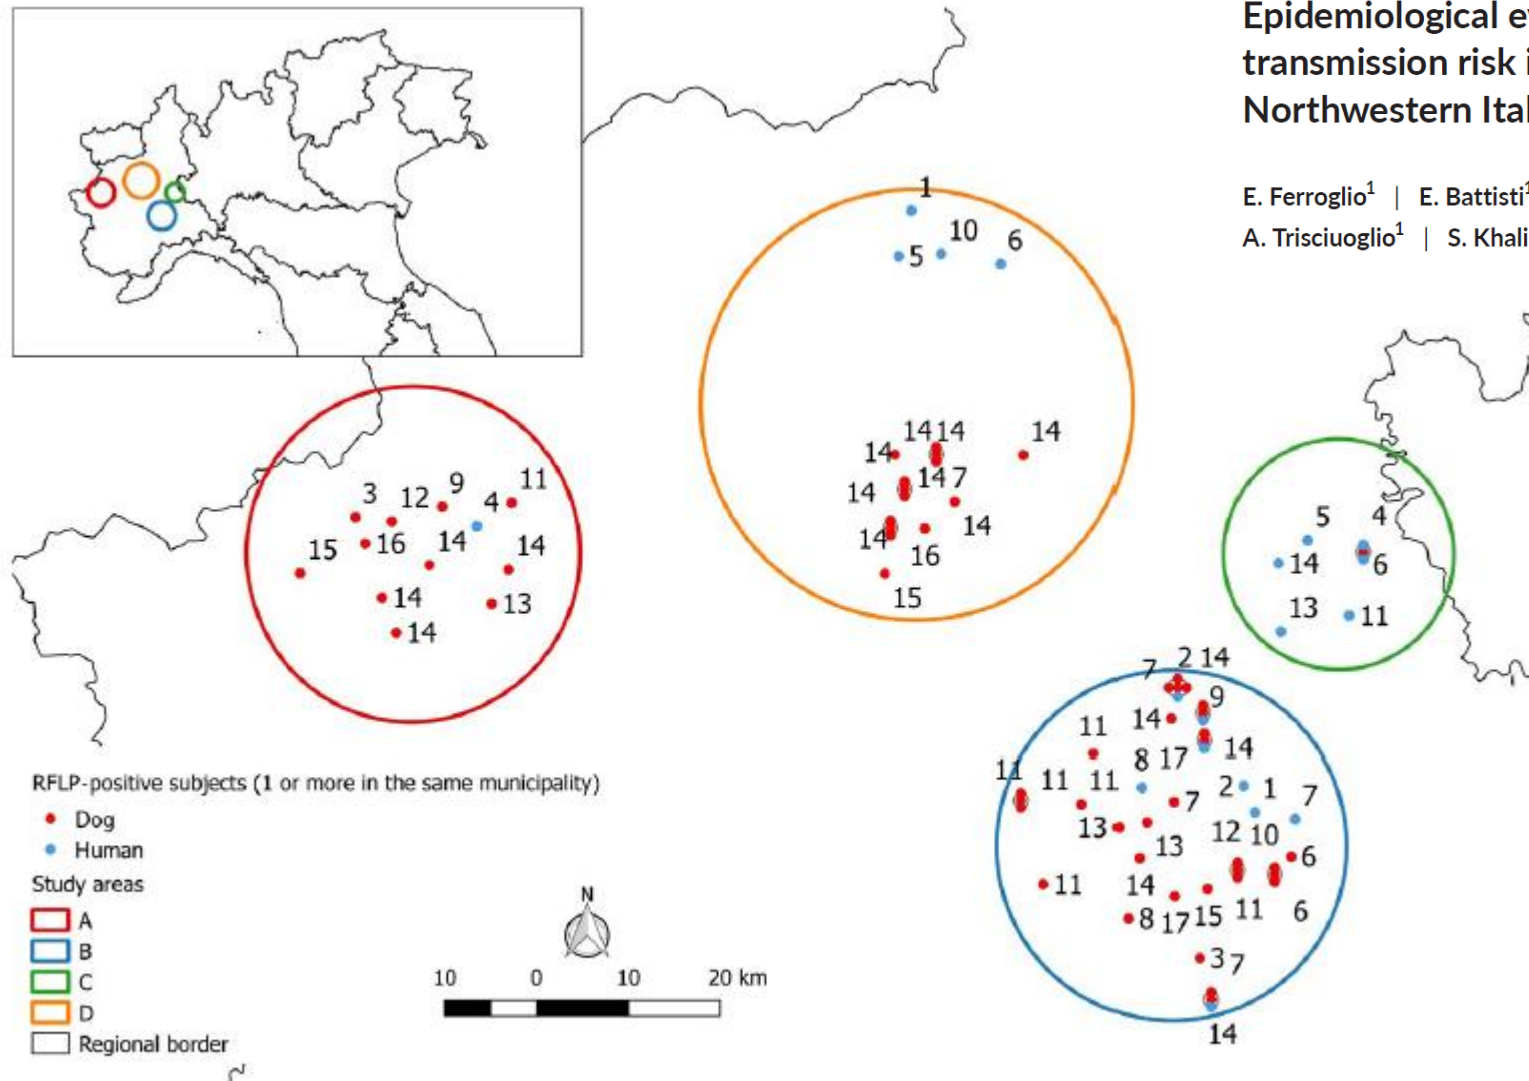 Epidemiological
transmission risk
Northwestern
E. Ferroglio1 | E. Battisti1
A. Trisciuoglio1 | S.
1
10
6
5
14 14
14
14
14 7
14
14
14
16
15
11
9
3
12
4
14
14
16
15
14
13
14
5
4
14
6
13
11
7 2 14
9
14
11
14
8 17
11
11 11
2 1
7
7
13
12 10
13
6
11
14
8 17 15 11
6
3 7
14
RFLP-positive subjects (1 or more in the same municipality)
Dog
Human
Study areas
A
B
C
D
Regional border
N
10 0 10 20 km